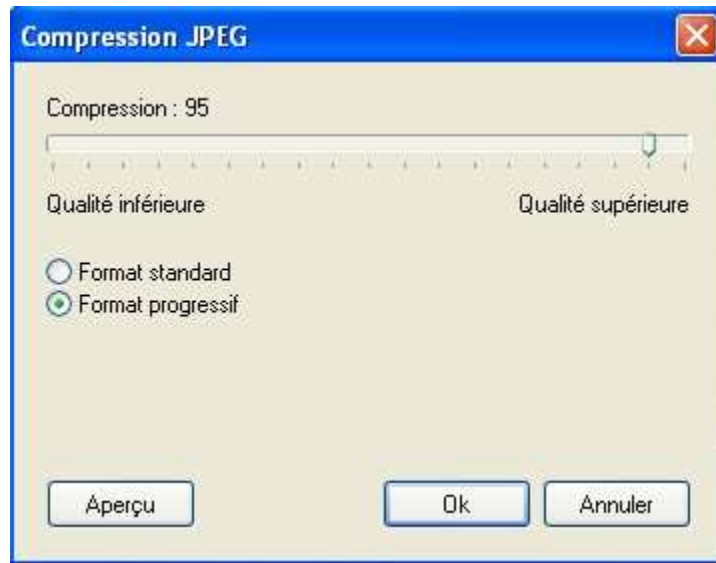 Compression JPEG
Compression : 95
Qualité inférieure Qualité supérieure
Format standard
Format progressif
Aperçu Ok Annuler